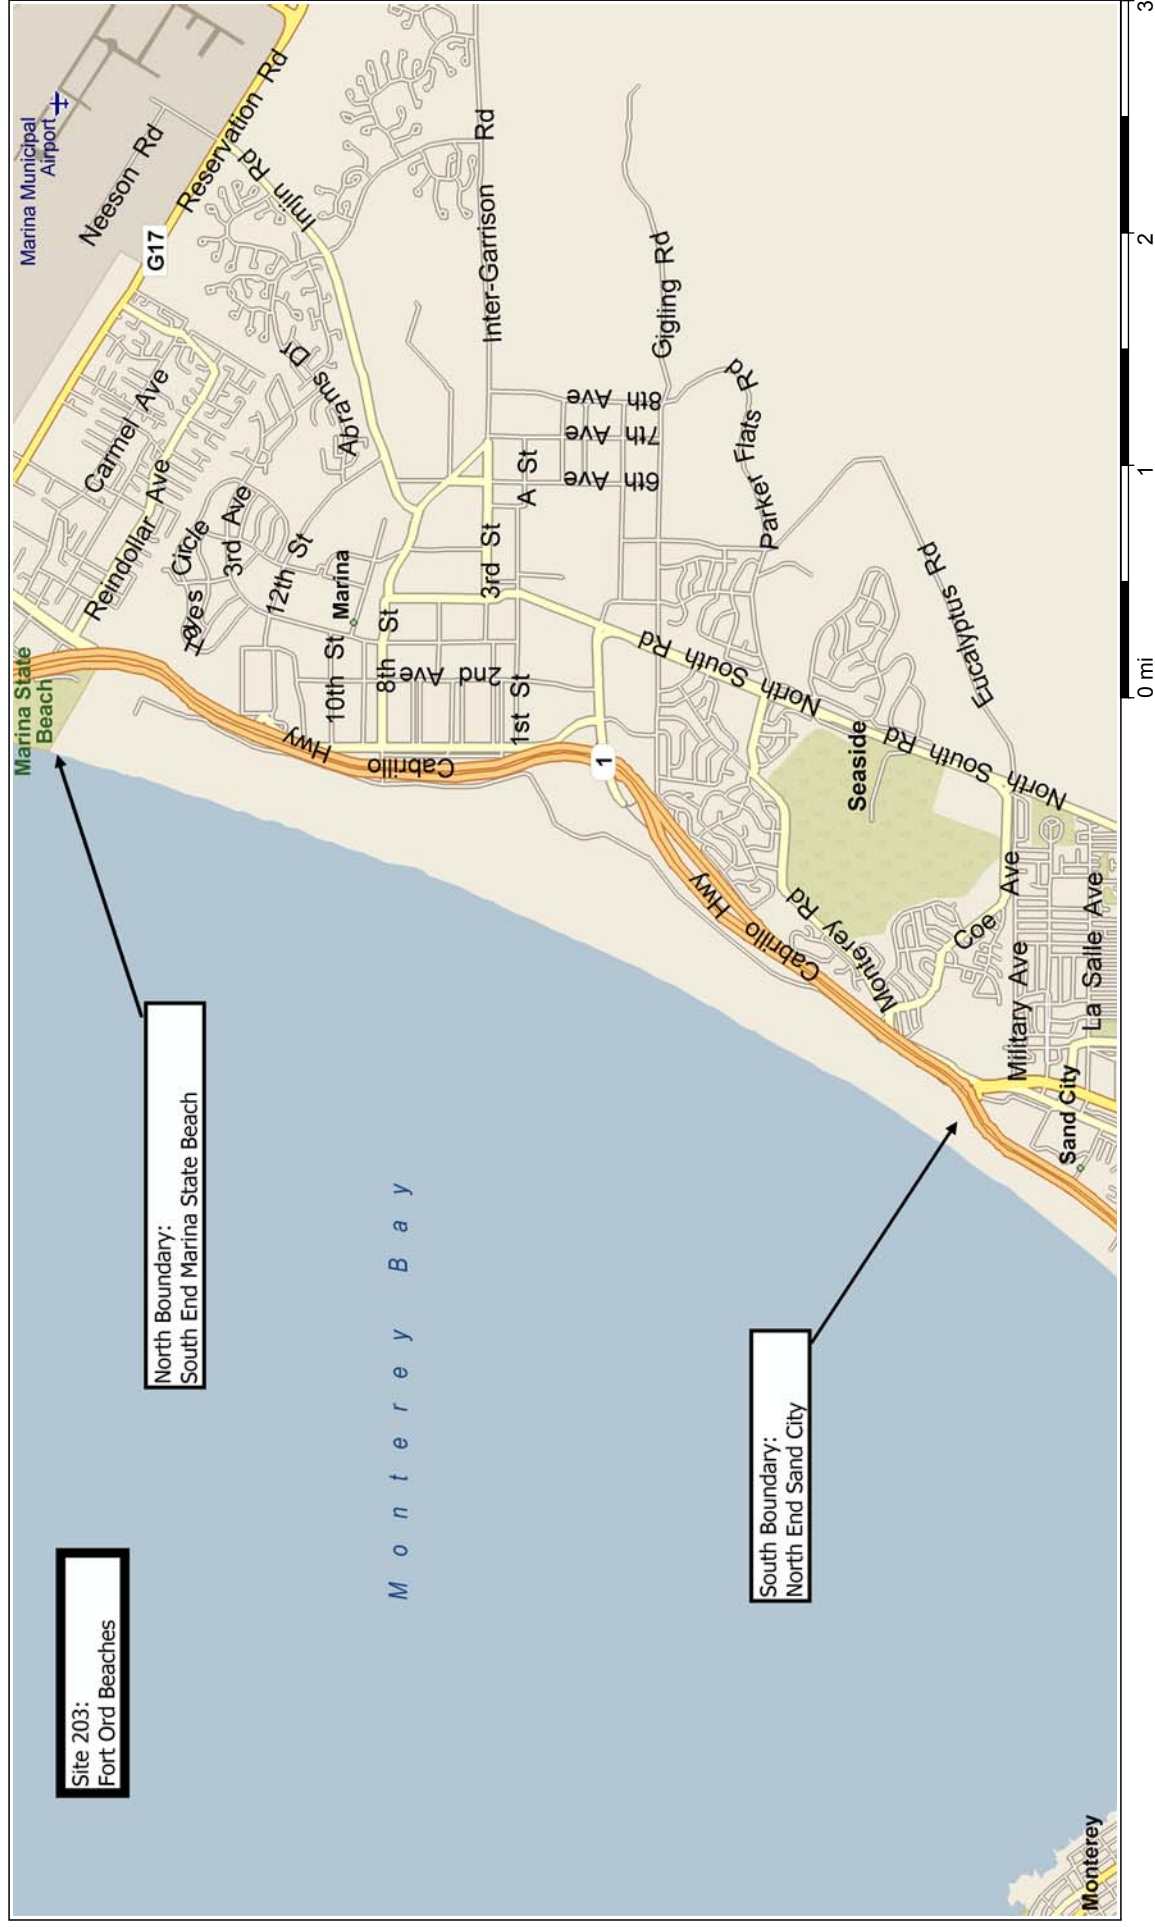 Site 203:
Fort Ord Beaches
North Boundary:
South End Marina State Beach
South Boundary:
North End Sand City
Monterey Bay
Monterey
Marina State
Beach
Marina Municipal
Airport
Neeson Rd
Reservation Rd
G17
Imjin Rd
Carmel Ave
Reindollar Ave
Abrams Dr
Circle
3rd Ave
12th St
Marina
10th St
8th St
2nd Ave
1st St
3rd St
A St
6th Ave
7th Ave
8th Ave
Inter-Garrison Rd
Gigling Rd
Parker Flats Rd
Eucalyptus Rd
North South Rd
North South Rd
North South Rd
Cabrillo Hwy
1
Cabrillo Hwy
Monterey Rd
Seaside
Coe Ave
Military Ave
La Salle Ave
Sand City
0 mi
1
2
3